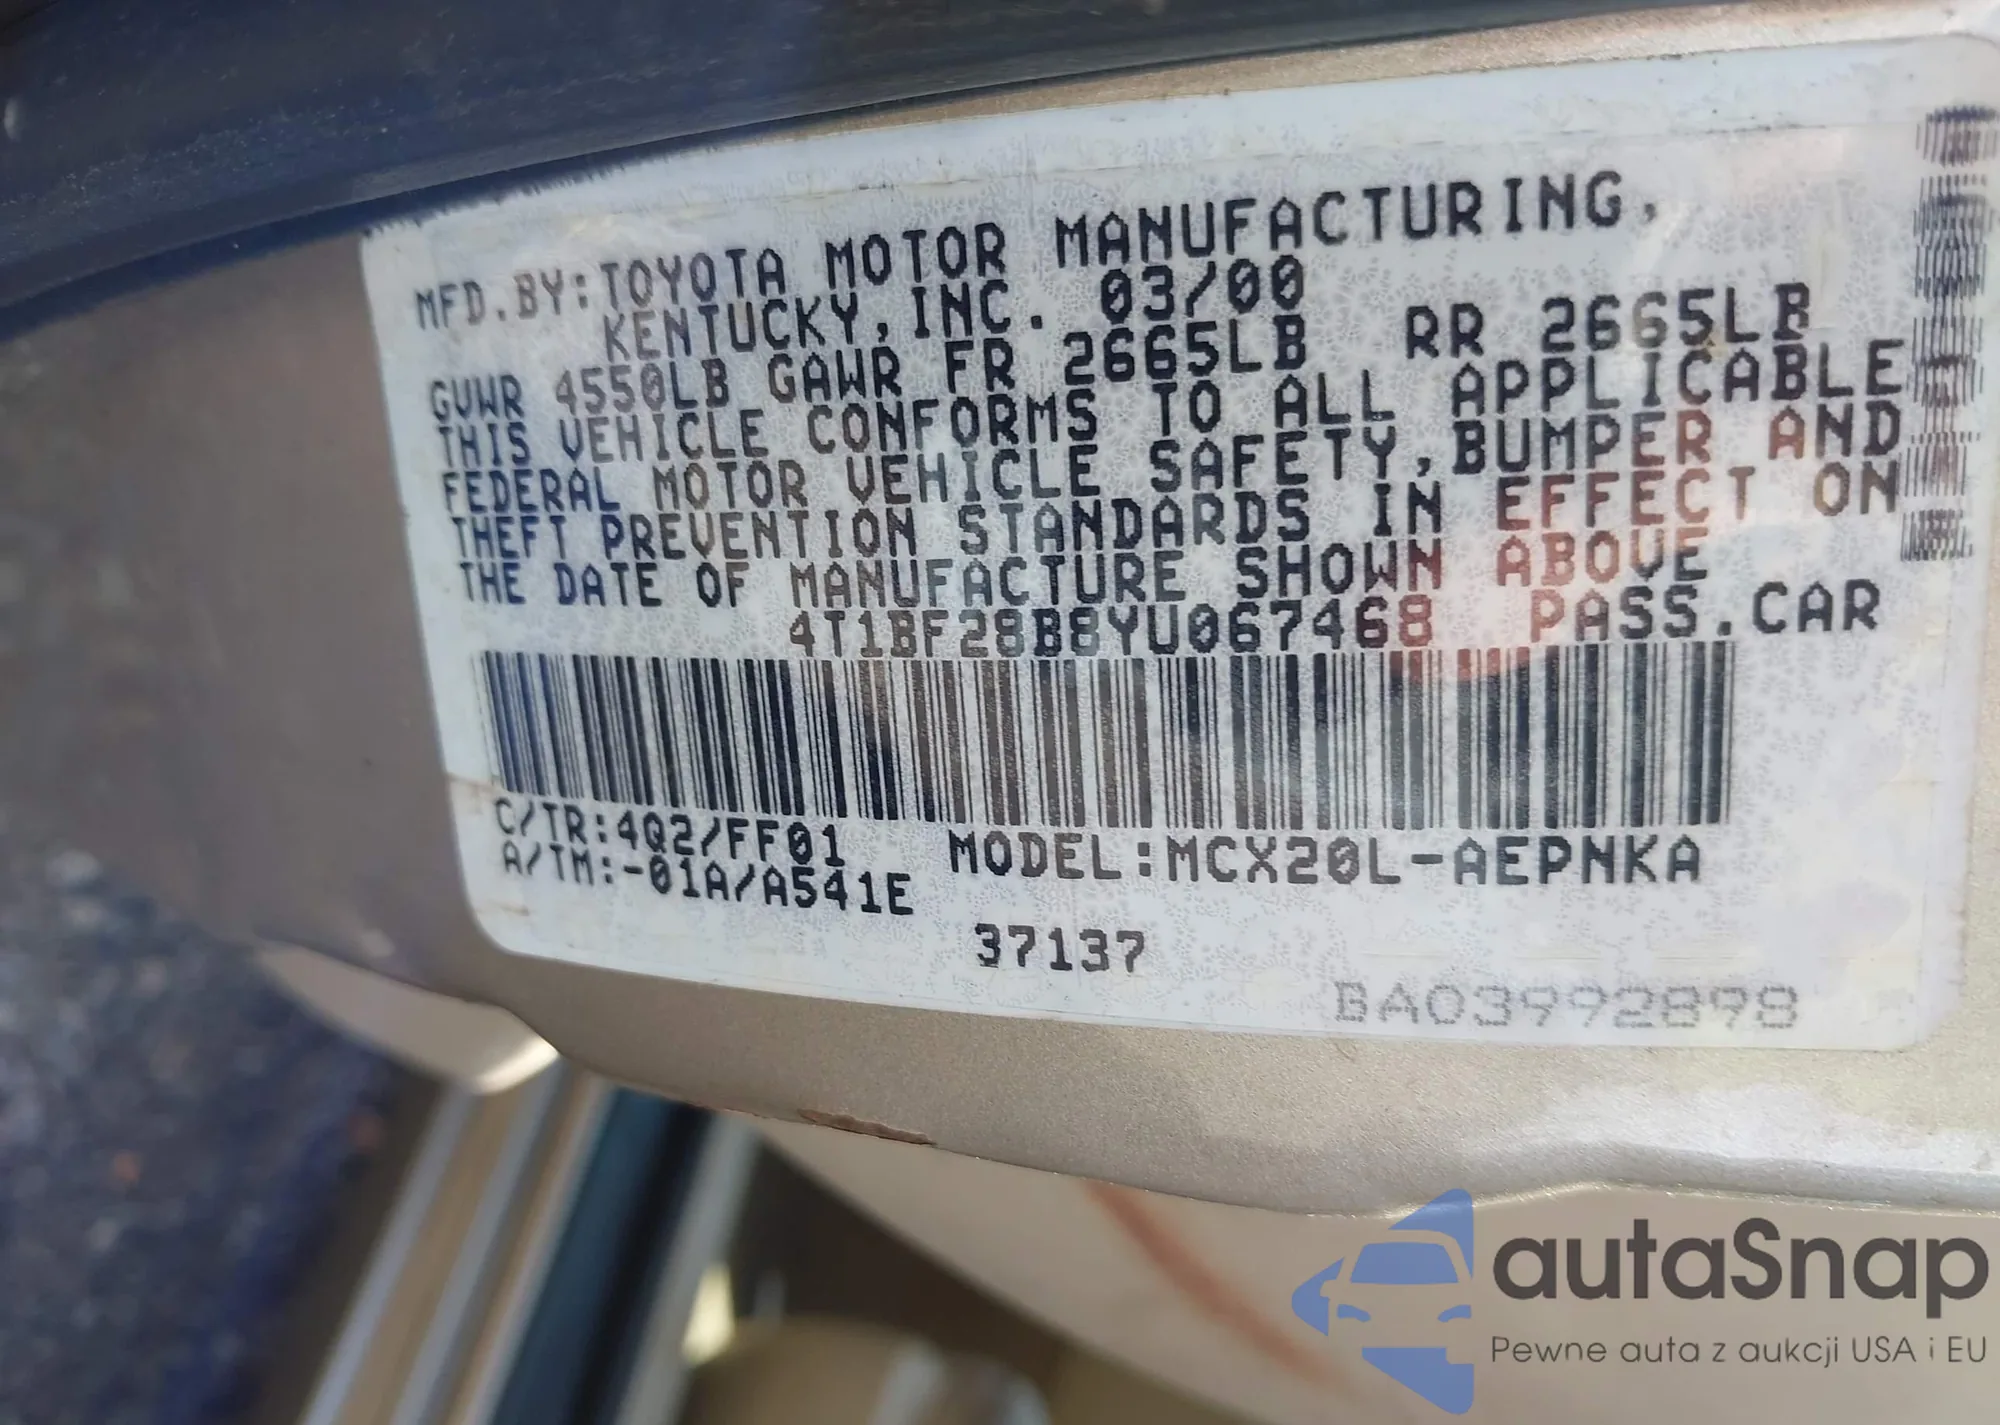 MFD.BY:TOYOTA MOTOR MANUFACTURING,
KENTUCKY,INC. 03/00
GVWR 4550LB GAWR FR 2665LB RR 2665LB
THIS VEHICLE CONFORMS TO ALL APPLICABLE
FEDERAL MOTOR VEHICLE SAFETY,BUMPER AND
THEFT PREVENTION STANDARDS IN EFFECT ON
THE DATE OF MANUFACTURE SHOWN ABOVE
4T1BF28B8YU067468 PASS.CAR
C/TR:4Q2/FF01
A/TM:-01A/A541E
MODEL:MCX20L-AEPNKA
37137
BA03992898
autaSnap
Pewne auta z aukcji USA i EU